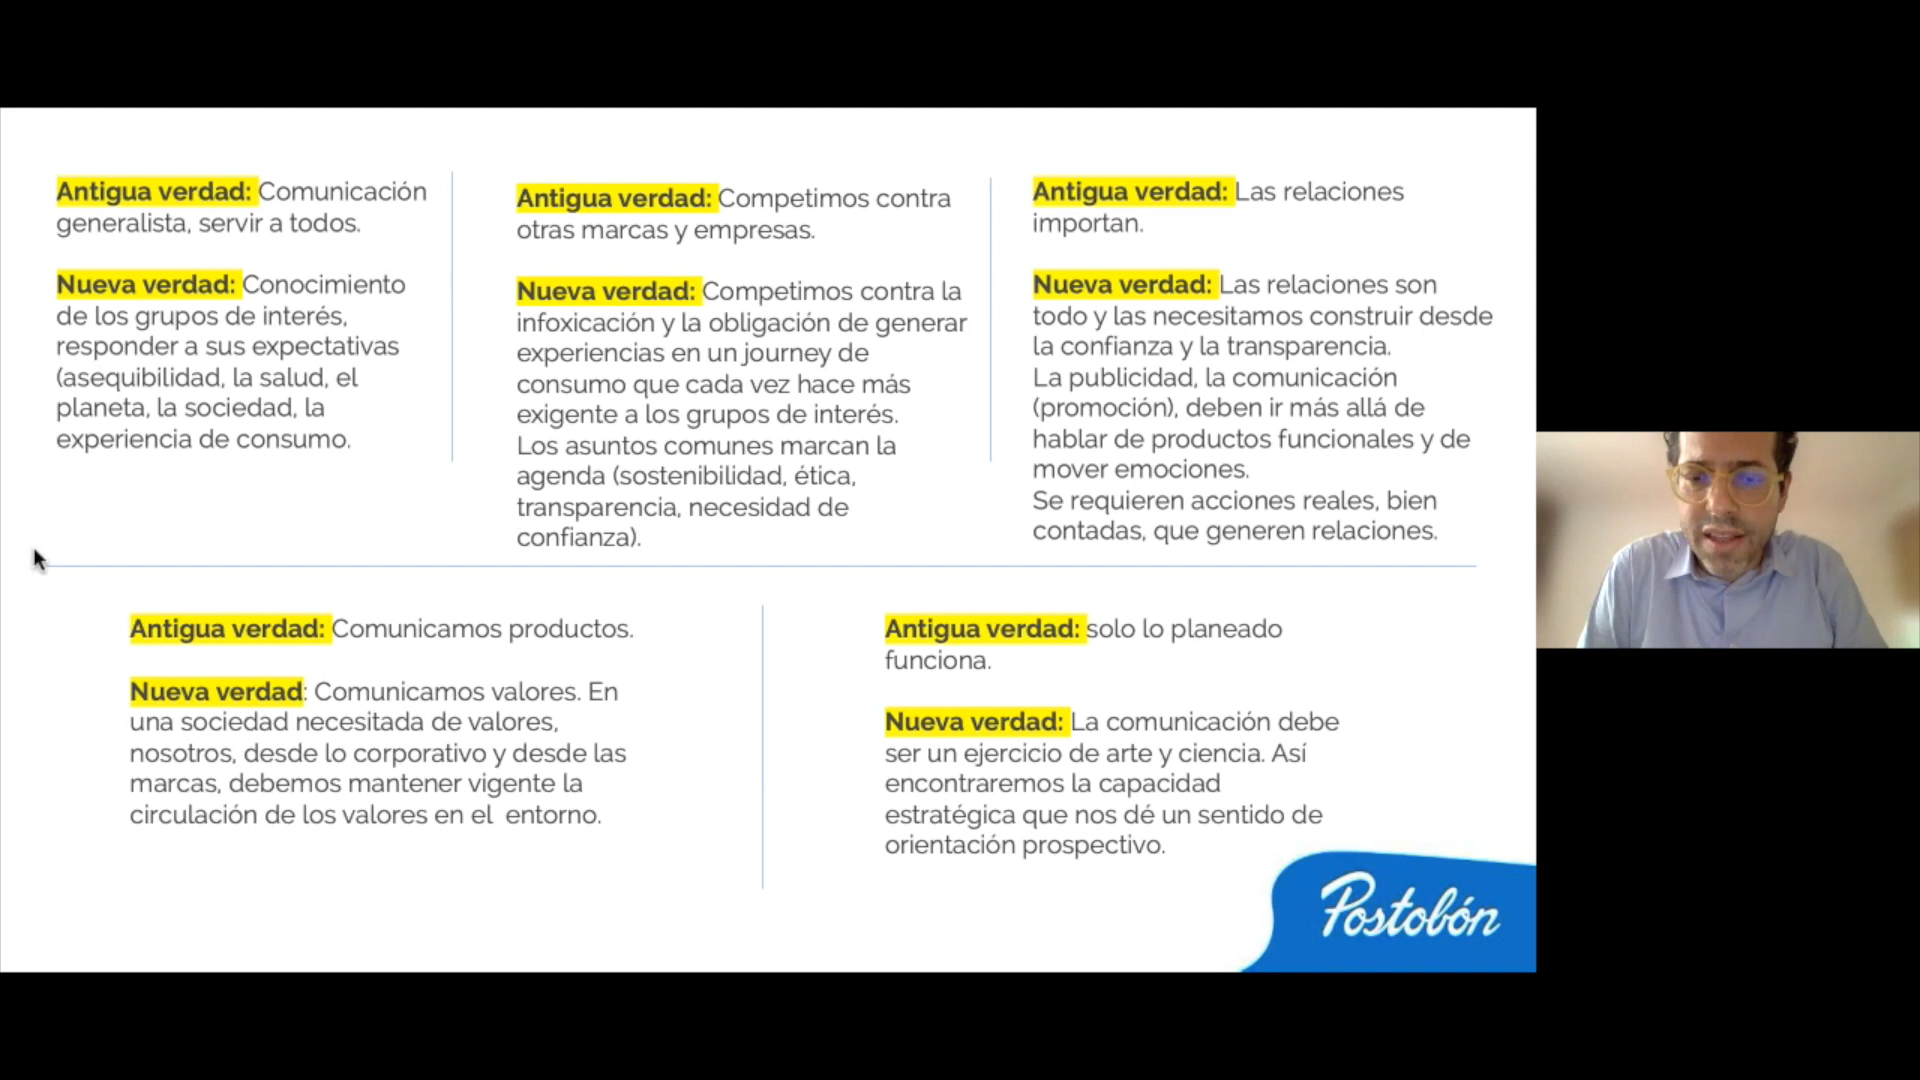 Antigua verdad: Comunicación
generalista, servir a todos.
Nueva verdad: Conocimiento
de los grupos de interés,
responder a sus expectativas
(asequibilidad, la salud, el
planeta, la sociedad, la
experiencia de consumo.
Antigua verdad: Competimos contra
otras marcas y empresas.
Nueva verdad: Competimos contra la
infoxicación y la obligación de generar
experiencias en un journey de
consumo que cada vez hace más
exigente a los grupos de interés.
Los asuntos comunes marcan la
agenda (sostenibilidad, ética,
transparencia, necesidad de
confianza).
Antigua verdad: Las relaciones
importan.
Nueva verdad: Las relaciones son
todo y las necesitamos construir desde
la confianza y la transparencia.
La publicidad, la comunicación
(promoción), deben ir más allá de
hablar de productos funcionales y de
mover emociones.
Se requieren acciones reales, bien
contadas, que generen relaciones.
Antigua verdad: Comunicamos productos.
Nueva verdad: Comunicamos valores. En
una sociedad necesitada de valores,
nosotros, desde lo corporativo y desde las
marcas, debemos mantener vigente la
circulación de los valores en el entorno.
Antigua verdad: solo lo planeado
funciona.
Nueva verdad: La comunicación debe
ser un ejercicio de arte y ciencia. Así
encontraremos la capacidad
estratégica que nos dé un sentido de
orientación prospectivo.
Postobón